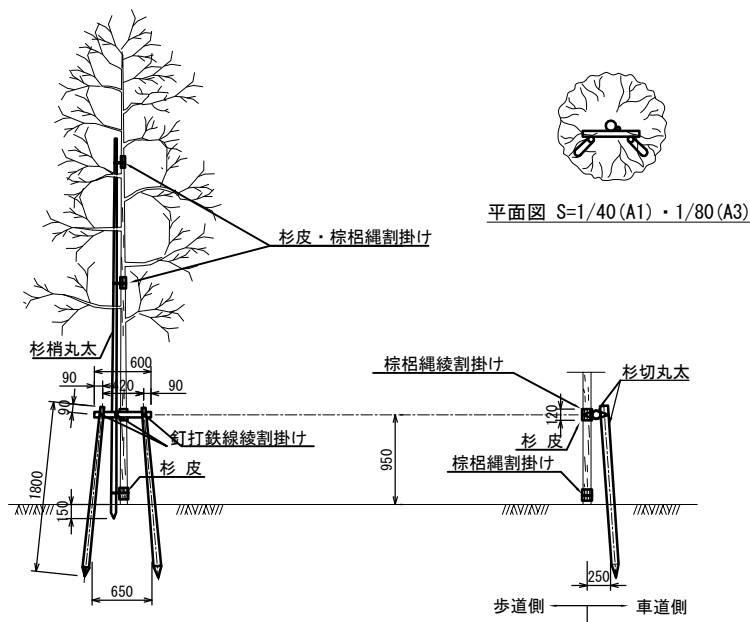 平面図 S=1/40(A1)・1/80(A3)
杉皮・棕梠縄割掛け
杉梢丸太
600
90
420
90
90
釘打鉄線綾割掛け
杉 皮
1800
150
650
950
棕梠縄綾割掛け
杉切丸太
120
杉 皮
棕梠縄割掛け
250
歩道側
車道側